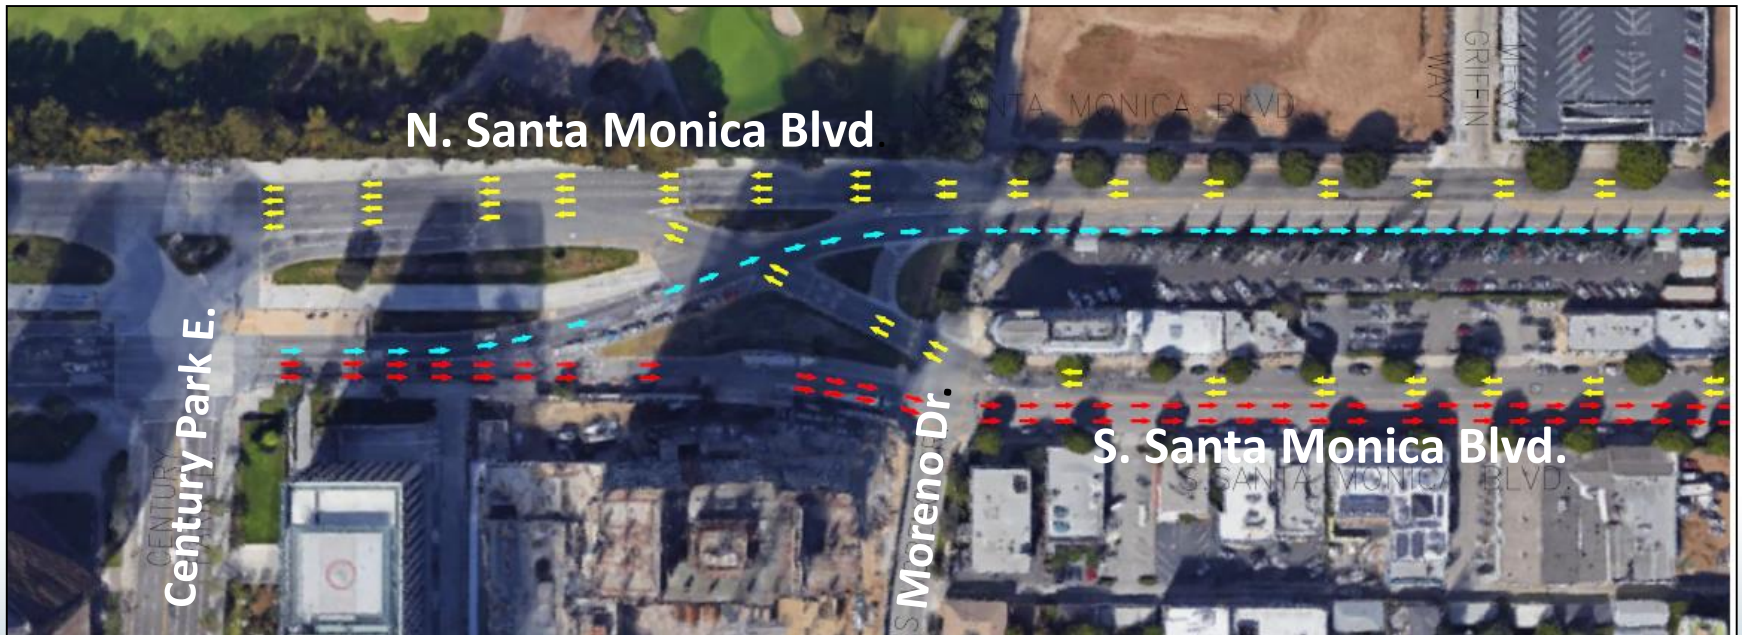 N. Santa Monica Blvd.
N SANTA MONICA BLVD
GRIFFIN
WAY
MERV
Century Park E.
CENTURY
S Moreno Dr.
S. Santa Monica Blvd.
S SANTA MONICA BLVD